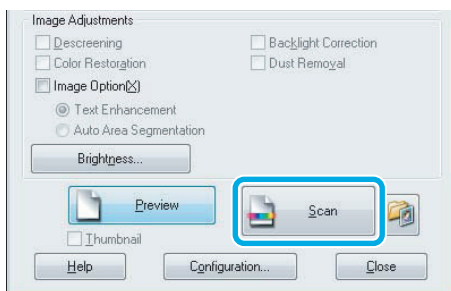 Image Adjustments
Descreening Backlight Correction
Color Restoration Dust Removal
Image Option(X)
Text Enhancement
Auto Area Segmentation
Brightness...
Preview Scan
Thumbnail
Help Configuration... Close